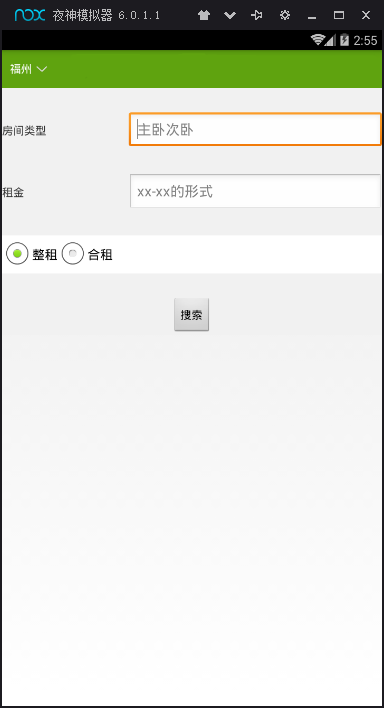 nox 夜神模拟器 6.0.1.1
2:55
福州
房间类型 主卧次卧
租金 xx-xx的形式
整租 合租
搜索